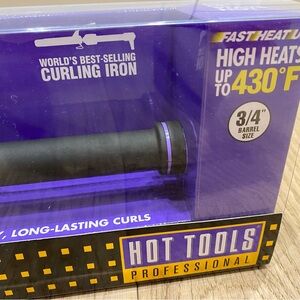 WORLD'S BEST-SELLING
CURLING IRON
FAST HEAT U
HIGH HEATS
UP
TO 430°F
3/4"
BARREL
SIZE
, LONG-LASTING CURLS
HOT TOOLS
PROFESSIONAL